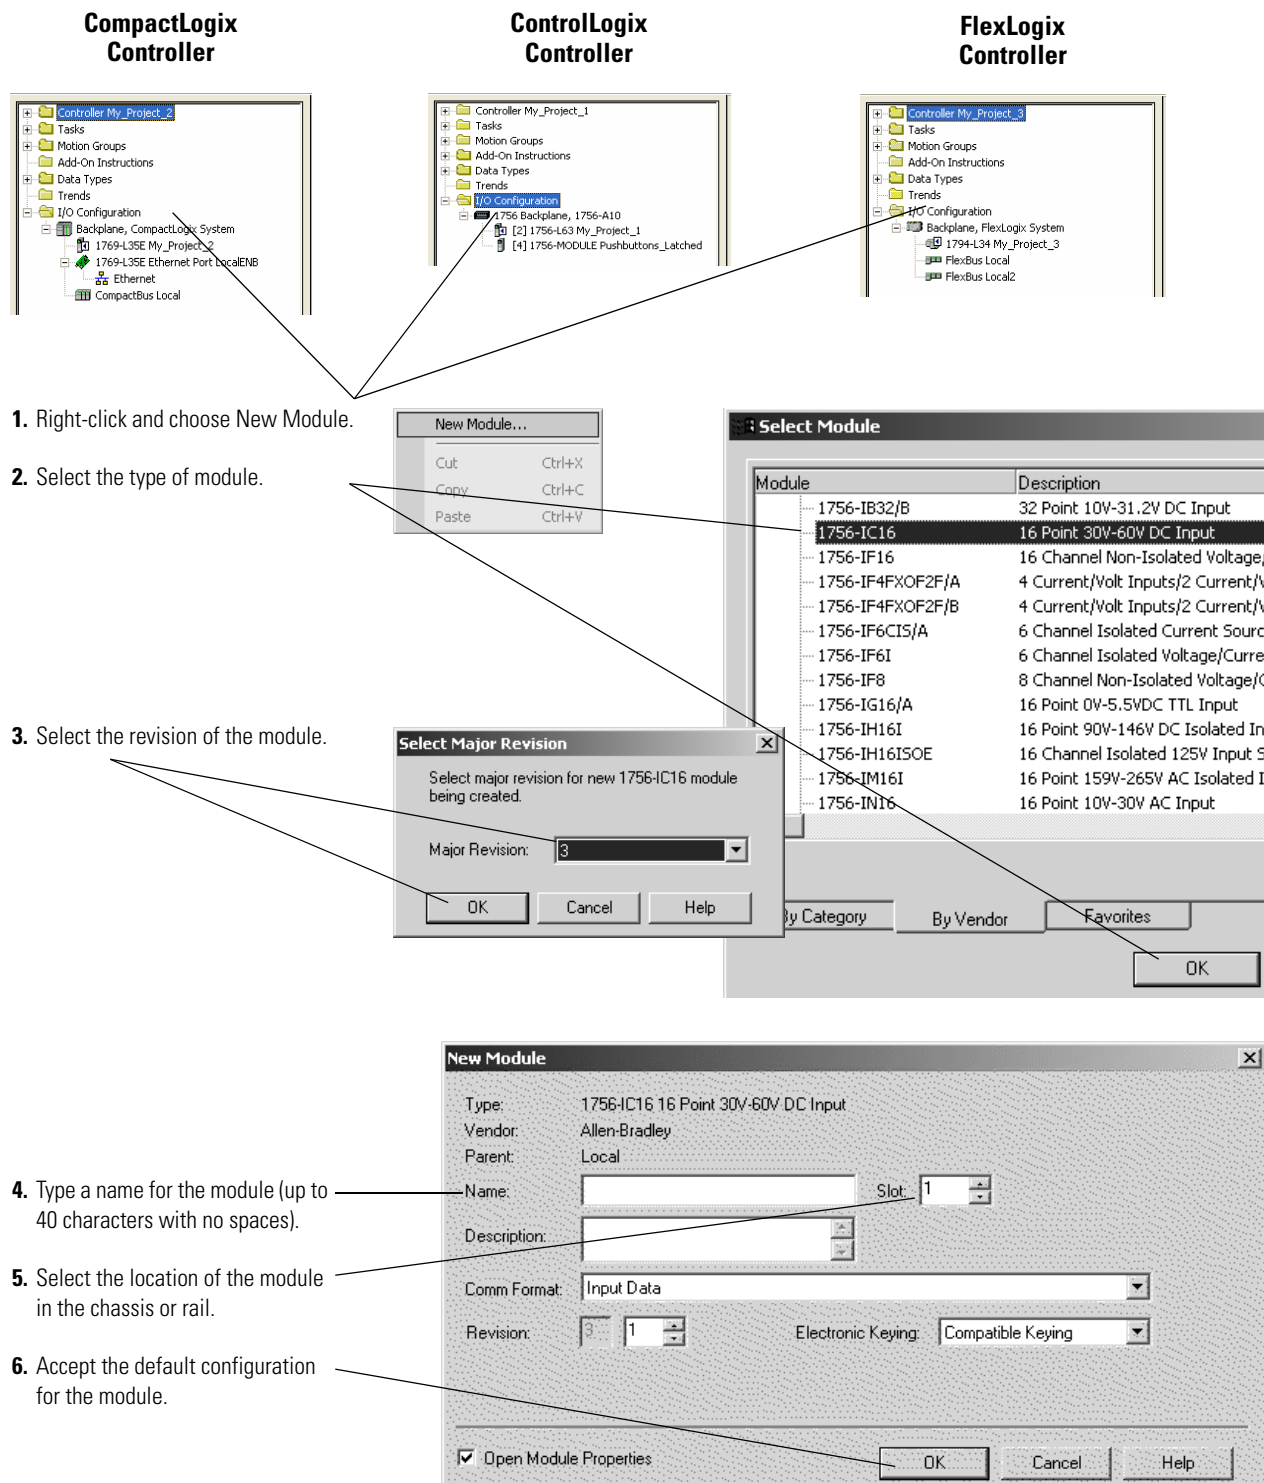 CompactLogix
Controller
ControlLogix
Controller
FlexLogix
Controller
Controller My_Project_2
Tasks
Motion Groups
Add-On Instructions
Data Types
Trends
I/O Configuration
Backplane, CompactLogix System
1769-L35E My_Project_2
1769-L35E Ethernet Port LocalENB
Ethernet
CompactBus Local
Controller My_Project_1
Tasks
Motion Groups
Add-On Instructions
Data Types
Trends
I/O Configuration
1756 Backplane, 1756-A10
[2] 1756-L63 My_Project_1
[4] 1756-MODULE Pushbuttons_Latched
Controller My_Project_3
Tasks
Motion Groups
Add-On Instructions
Data Types
Trends
I/O Configuration
Backplane, FlexLogix System
1794-L34 My_Project_3
FlexBus Local
FlexBus Local2
1. Right-click and choose New Module.
New Module...
Cut Ctrl+X
Copy Ctrl+C
Paste Ctrl+V
2. Select the type of module.
Select Module
Module Description
1756-IB32/B 32 Point 10V-31.2V DC Input
1756-IC16 16 Point 30V-60V DC Input
1756-IF16 16 Channel Non-Isolated Voltage/
1756-IF4FXOF2F/A 4 Current/Volt Inputs/2 Current/V
1756-IF4FXOF2F/B 4 Current/Volt Inputs/2 Current/V
1756-IF6CIS/A 6 Channel Isolated Current Sourc
1756-IF6I 6 Channel Isolated Voltage/Curre
1756-IF8 8 Channel Non-Isolated Voltage/C
1756-IG16/A 16 Point 0V-5.5VDC TTL Input
1756-IH16I 16 Point 90V-146V DC Isolated In
1756-IH16ISOE 16 Channel Isolated 125V Input S
1756-IM16I 16 Point 159V-265V AC Isolated I
1756-IN16 16 Point 10V-30V AC Input
By Category By Vendor Favorites
OK
3. Select the revision of the module.
Select Major Revision
Select major revision for new 1756-IC16 module
being created.
Major Revision: 3
OK Cancel Help
New Module
Type: 1756-IC16 16 Point 30V-60V DC Input
Vendor: Allen-Bradley
Parent: Local
Name: Slot: 1
Description:
Comm Format: Input Data
Revision: 3 1 Electronic Keying: Compatible Keying
Open Module Properties OK Cancel Help
4. Type a name for the module (up to
40 characters with no spaces).
5. Select the location of the module
in the chassis or rail.
6. Accept the default configuration
for the module.